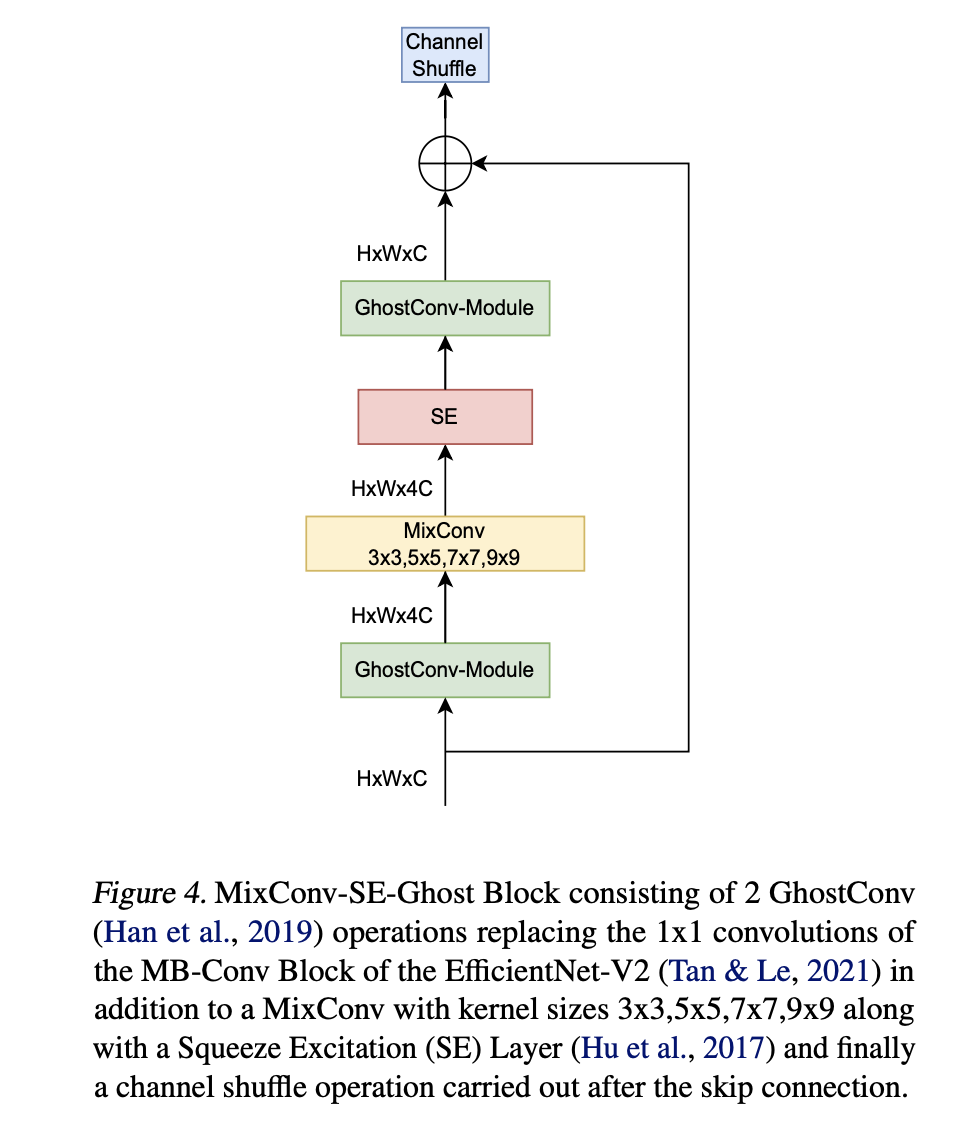 Channel
Shuffle
HxWxC
GhostConv-Module
SE
HxWx4C
MixConv
3x3,5x5,7x7,9x9
HxWx4C
GhostConv-Module
HxWxC
Figure 4. MixConv-SE-Ghost Block consisting of 2 GhostConv
(Han et al., 2019) operations replacing the 1x1 convolutions of
the MB-Conv Block of the EfficientNet-V2 (Tan & Le, 2021) in
addition to a MixConv with kernel sizes 3x3,5x5,7x7,9x9 along
with a Squeeze Excitation (SE) Layer (Hu et al., 2017) and finally
a channel shuffle operation carried out after the skip connection.